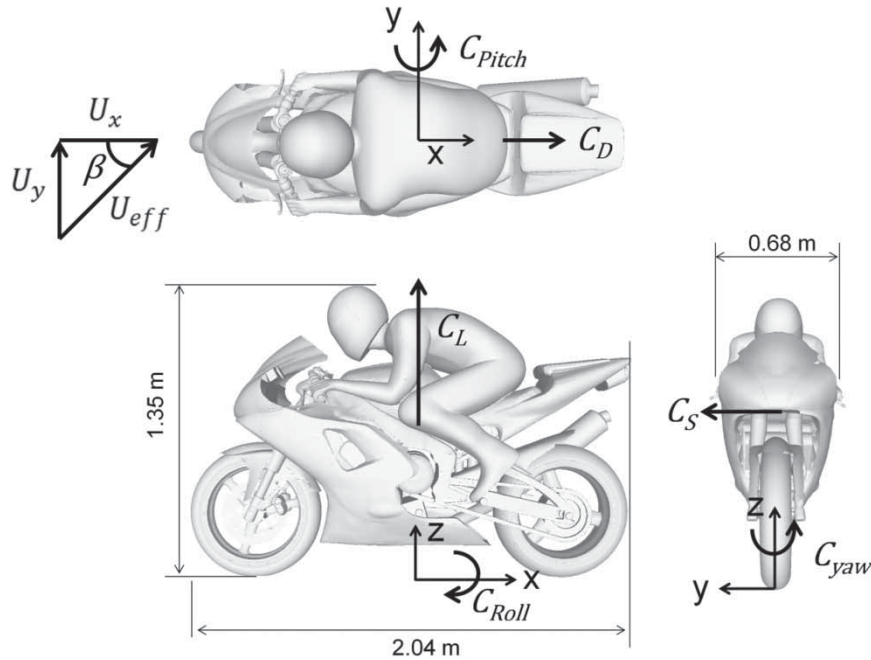 y
C_Pitch
U_x
x
C_D
U_y
β
U_eff
0.68 m
C_L
1.35 m
C_S
z
x
C_Roll
z
C_yaw
y
2.04 m